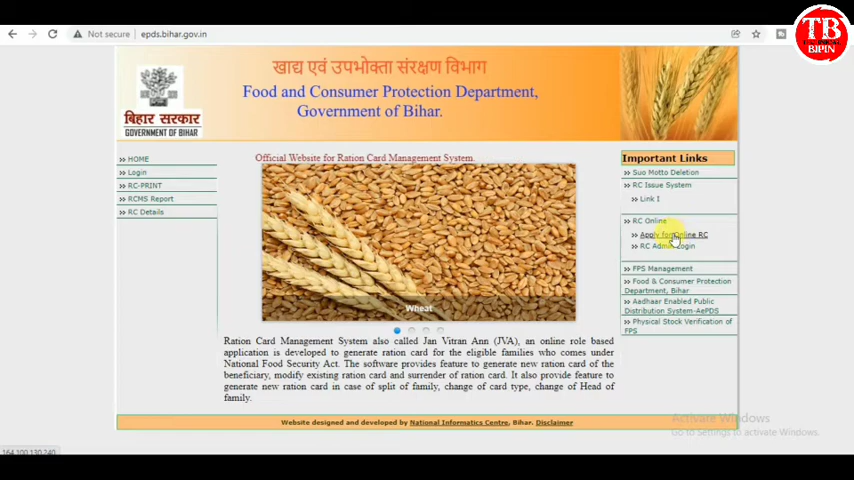 Not secure | epds.bihar.gov.in
TB
BIPIN
खाद्य एवं उपभोक्ता संरक्षण विभाग
Food and Consumer Protection Department,
Government of Bihar.
बिहार सरकार
GOVERNMENT OF BIHAR
HOME
Login
RC-PRINT
RCMS Report
RC Details
Official Website for Ration Card Management System.
Wheat
Ration Card Management System also called Jan Vitran Ann (JVA), an online role based
application is developed to generate ration card for the eligible families who comes under
National Food Security Act. The software provides feature to generate new ration card of the
beneficiary, modify existing ration card and surrender of ration card. It also provide feature to
generate new ration card in case of split of family, change of card type, change of Head of
family.
Important Links
Suo Motto Deletion
RC Issue System
Link I
RC Online
Apply for Online RC
RC Admin Login
FPS Management
Food & Consumer Protection
Department, Bihar
Aadhaar Enabled Public
Distribution System-AePDS
Physical Stock Verification of
FPS
Website designed and developed by National Informatics Centre, Bihar. Disclaimer
Activate Windows
Go to Settings to activate Windows.
164.100.130.240